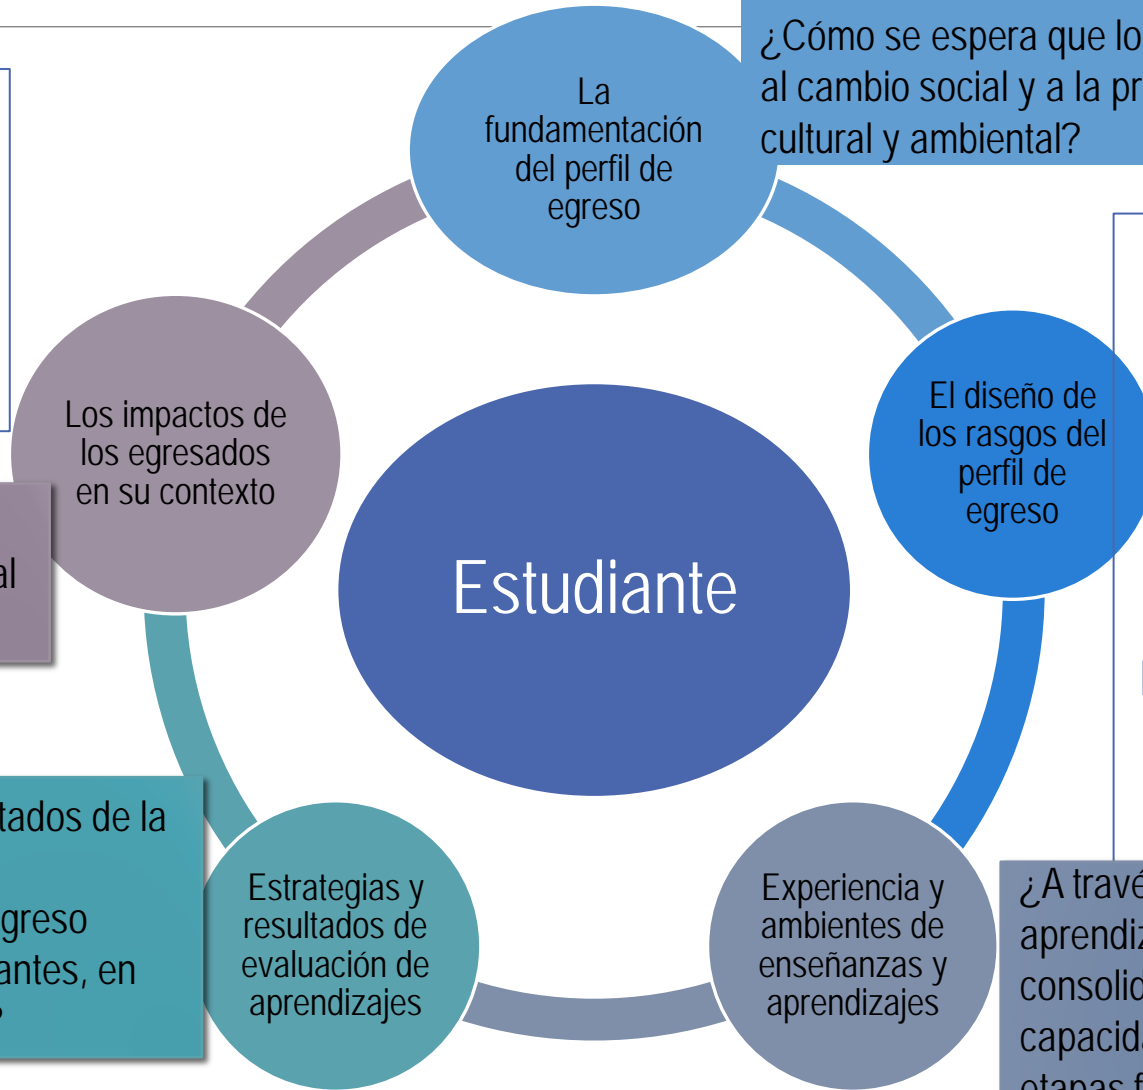 ¿Cómo se espera que lo
al cambio social y a la pr
cultural y ambiental?
La
fundamentación
del perfil de
egreso
El diseño de
los rasgos del
perfil de
egreso
Los impactos de
los egresados
en su contexto
al
Estudiante
tados de la
greso
antes, en
Estrategias y
resultados de
evaluación de
aprendizajes
Experiencia y
ambientes de
enseñanzas y
aprendizajes
¿A travé
aprendiz
consolid
capacida
etapas f